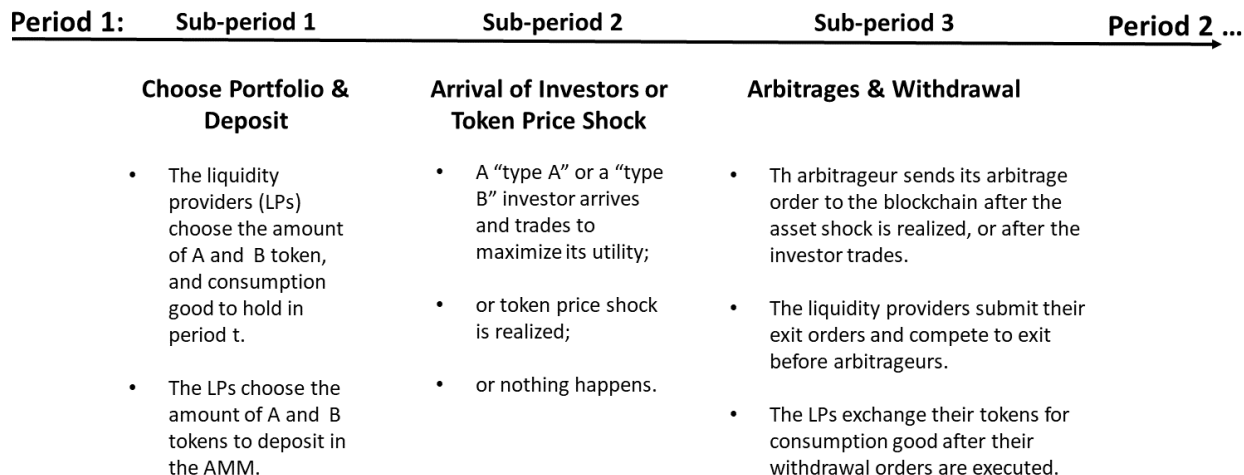 Period 1: Sub-period 1 Sub-period 2 Sub-period 3 Period 2 ...
Choose Portfolio &
Deposit
• The liquidity
providers (LPs)
choose the amount
of A and B token,
and consumption
good to hold in
period t.
• The LPs choose the
amount of A and B
tokens to deposit in
the AMM.
Arrival of Investors or
Token Price Shock
• A “type A” or a “type
B” investor arrives
and trades to
maximize its utility;
• or token price shock
is realized;
• or nothing happens.
Arbitrages & Withdrawal
• Th arbitrageur sends its arbitrage
order to the blockchain after the
asset shock is realized, or after the
investor trades.
• The liquidity providers submit their
exit orders and compete to exit
before arbitrageurs.
• The LPs exchange their tokens for
consumption good after their
withdrawal orders are executed.